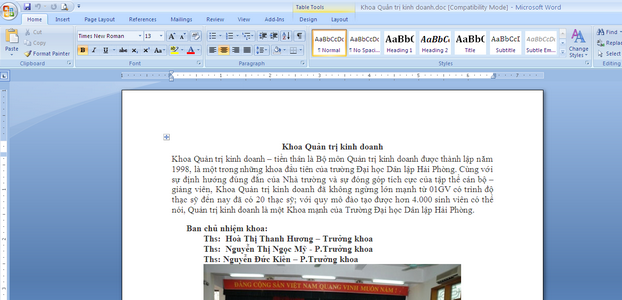 Table Tools
Khoa Quản trị kinh doanh.doc [Compatibility Mode] - Microsoft Word
Home Insert Page Layout References Mailings Review View Add-Ins Design Layout
Paste
Cut
Copy
Format Painter
Clipboard
Times New Roman 13
B I U
Font
Paragraph
AaBbCcDc AaBbCcDc AaBbC AaBbC AaBbC AaBbCcDc AaBbCcDc
¶ Normal ¶ No Spaci... Heading 1 Heading 2 Title Subtitle Subtle Em...
Change Styles
Styles
Find
Replace
Select
Editing
Khoa Quản trị kinh doanh
Khoa Quản trị kinh doanh – tiền thân là Bộ môn Quản trị kinh doanh được thành lập năm
1998, là một trong những khoa đầu tiên của trường Đại học Dân lập Hải Phòng. Cùng với
sự định hướng đúng đắn của Nhà trường và sự đóng góp tích cực của tập thể cán bộ –
giảng viên, Khoa Quản trị kinh doanh đã không ngừng lớn mạnh từ 01GV có trình độ
thạc sỹ đến nay đã có 20 thạc sỹ; với quy mô đào tạo được hơn 4.000 sinh viên có thể
nói, Quản trị kinh doanh là một Khoa mạnh của Trường Đại học Dân lập Hải Phòng.
Ban chủ nhiệm khoa:
Ths: Hoà Thị Thanh Hương – Trưởng khoa
Ths: Nguyễn Thị Ngọc Mỹ - P.Trưởng khoa
Ths: Nguyễn Đức Kiên – P.Trưởng khoa
ĐẢNG CỘNG SẢN VIỆT NAM QUANG VINH MUÔN NĂM !